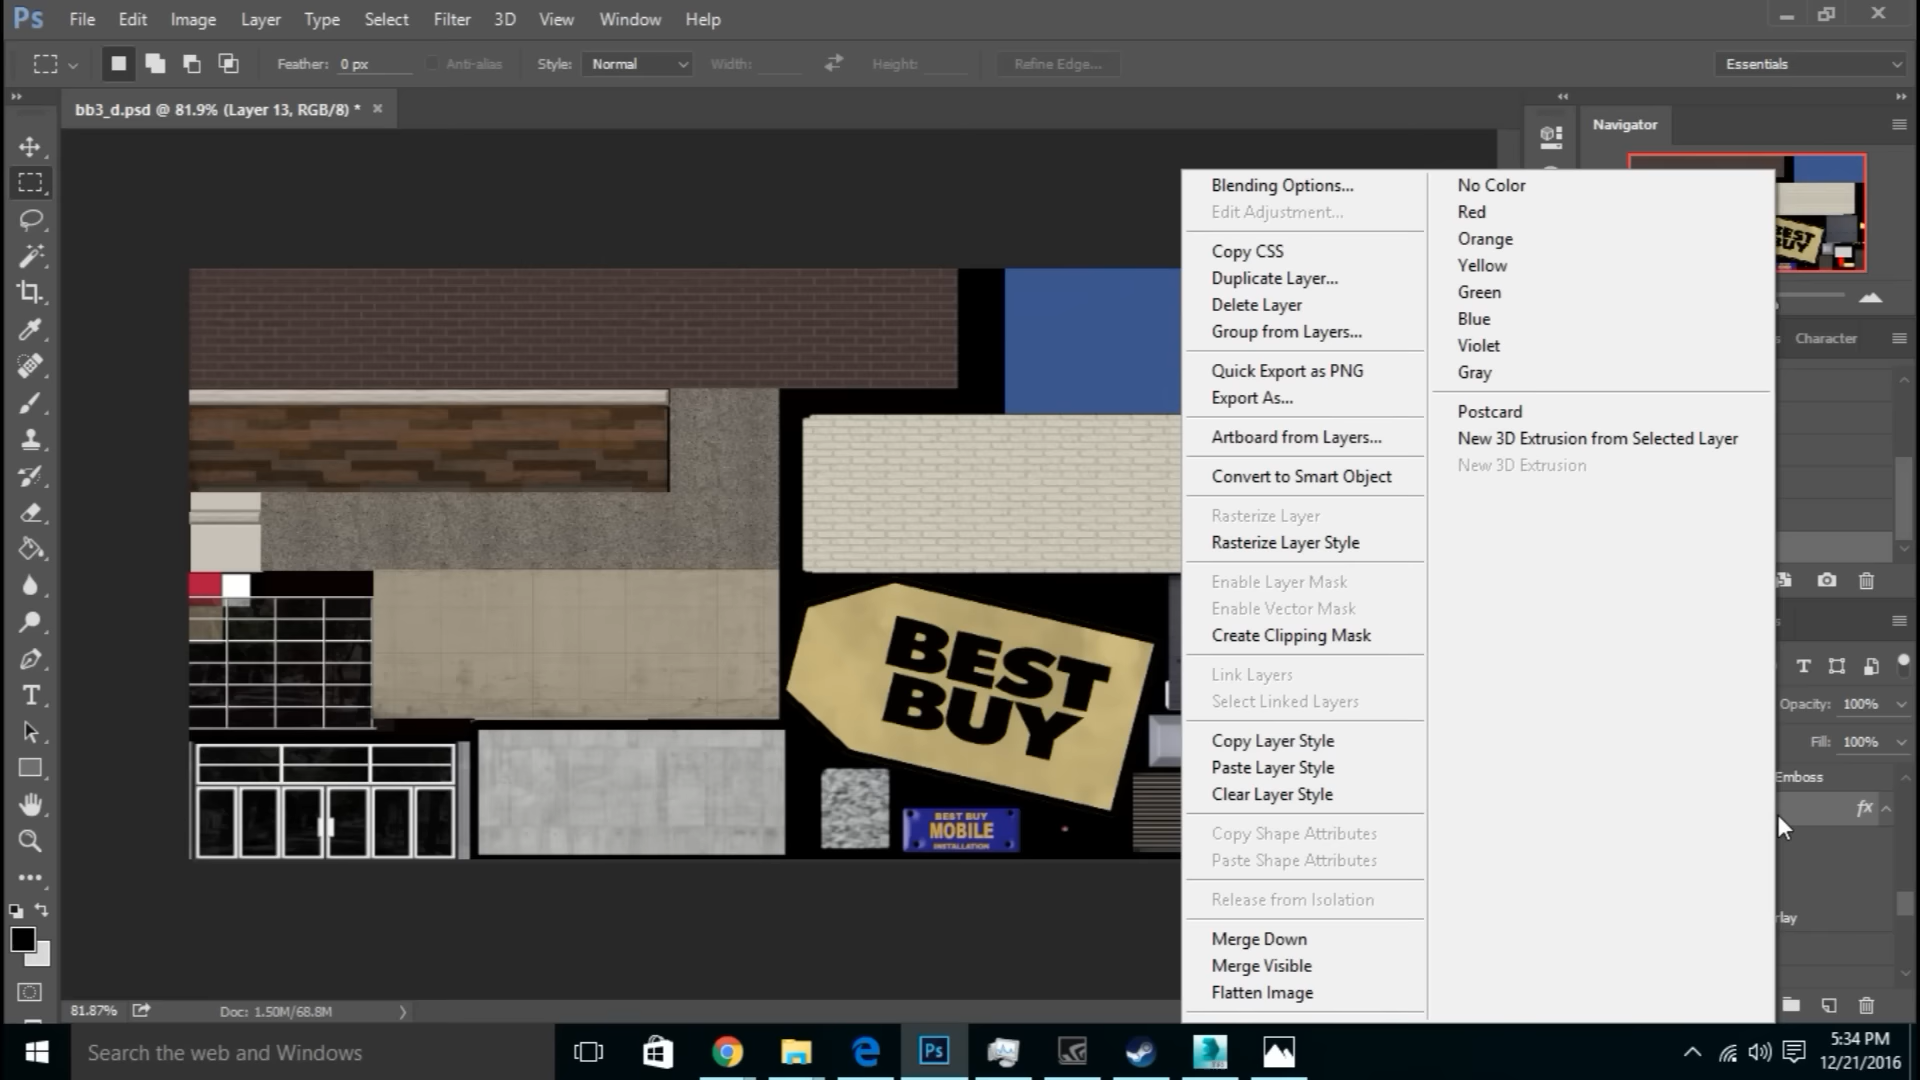 Ps File Edit Image Layer Type Select Filter 3D View Window Help
Feather: 0 px Anti-alias Style: Normal Width: Height: Refine Edge... Essentials
bb3_d.psd @ 81.9% (Layer 13, RGB/8) * ×
Navigator
Blending Options...
Edit Adjustment...
Copy CSS
Duplicate Layer...
Delete Layer
Group from Layers...
Quick Export as PNG
Export As...
Artboard from Layers...
Convert to Smart Object
Rasterize Layer
Rasterize Layer Style
Enable Layer Mask
Enable Vector Mask
Create Clipping Mask
Link Layers
Select Linked Layers
Copy Layer Style
Paste Layer Style
Clear Layer Style
Copy Shape Attributes
Paste Shape Attributes
Release from Isolation
Merge Down
Merge Visible
Flatten Image
No Color
Red
Orange
Yellow
Green
Blue
Violet
Gray
Postcard
New 3D Extrusion from Selected Layer
New 3D Extrusion
BEST
BUY
BEST BUY
MOBILE
INSTALLATION
EST
BUY
Character
Opacity: 100%
Fill: 100%
Emboss
fx
rlay
81.87% Doc: 1.50M/68.8M
Search the web and Windows
Ps
5:34 PM
12/21/2016